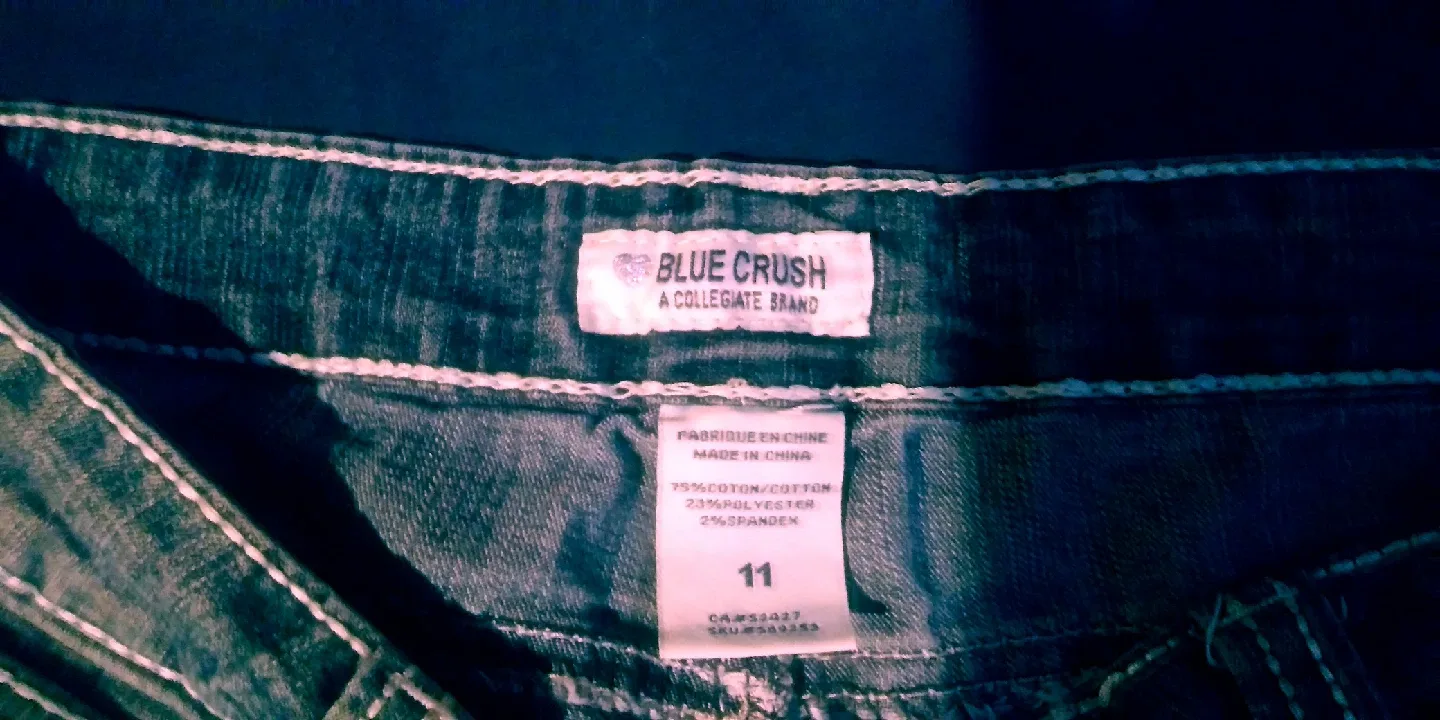 BLUE CRUSH
A COLLEGIATE BRAND
FABRIQUE EN CHINE
MADE IN CHINA
75%COTON/COTTON
23%POLYESTER
2%SPANDEX
11